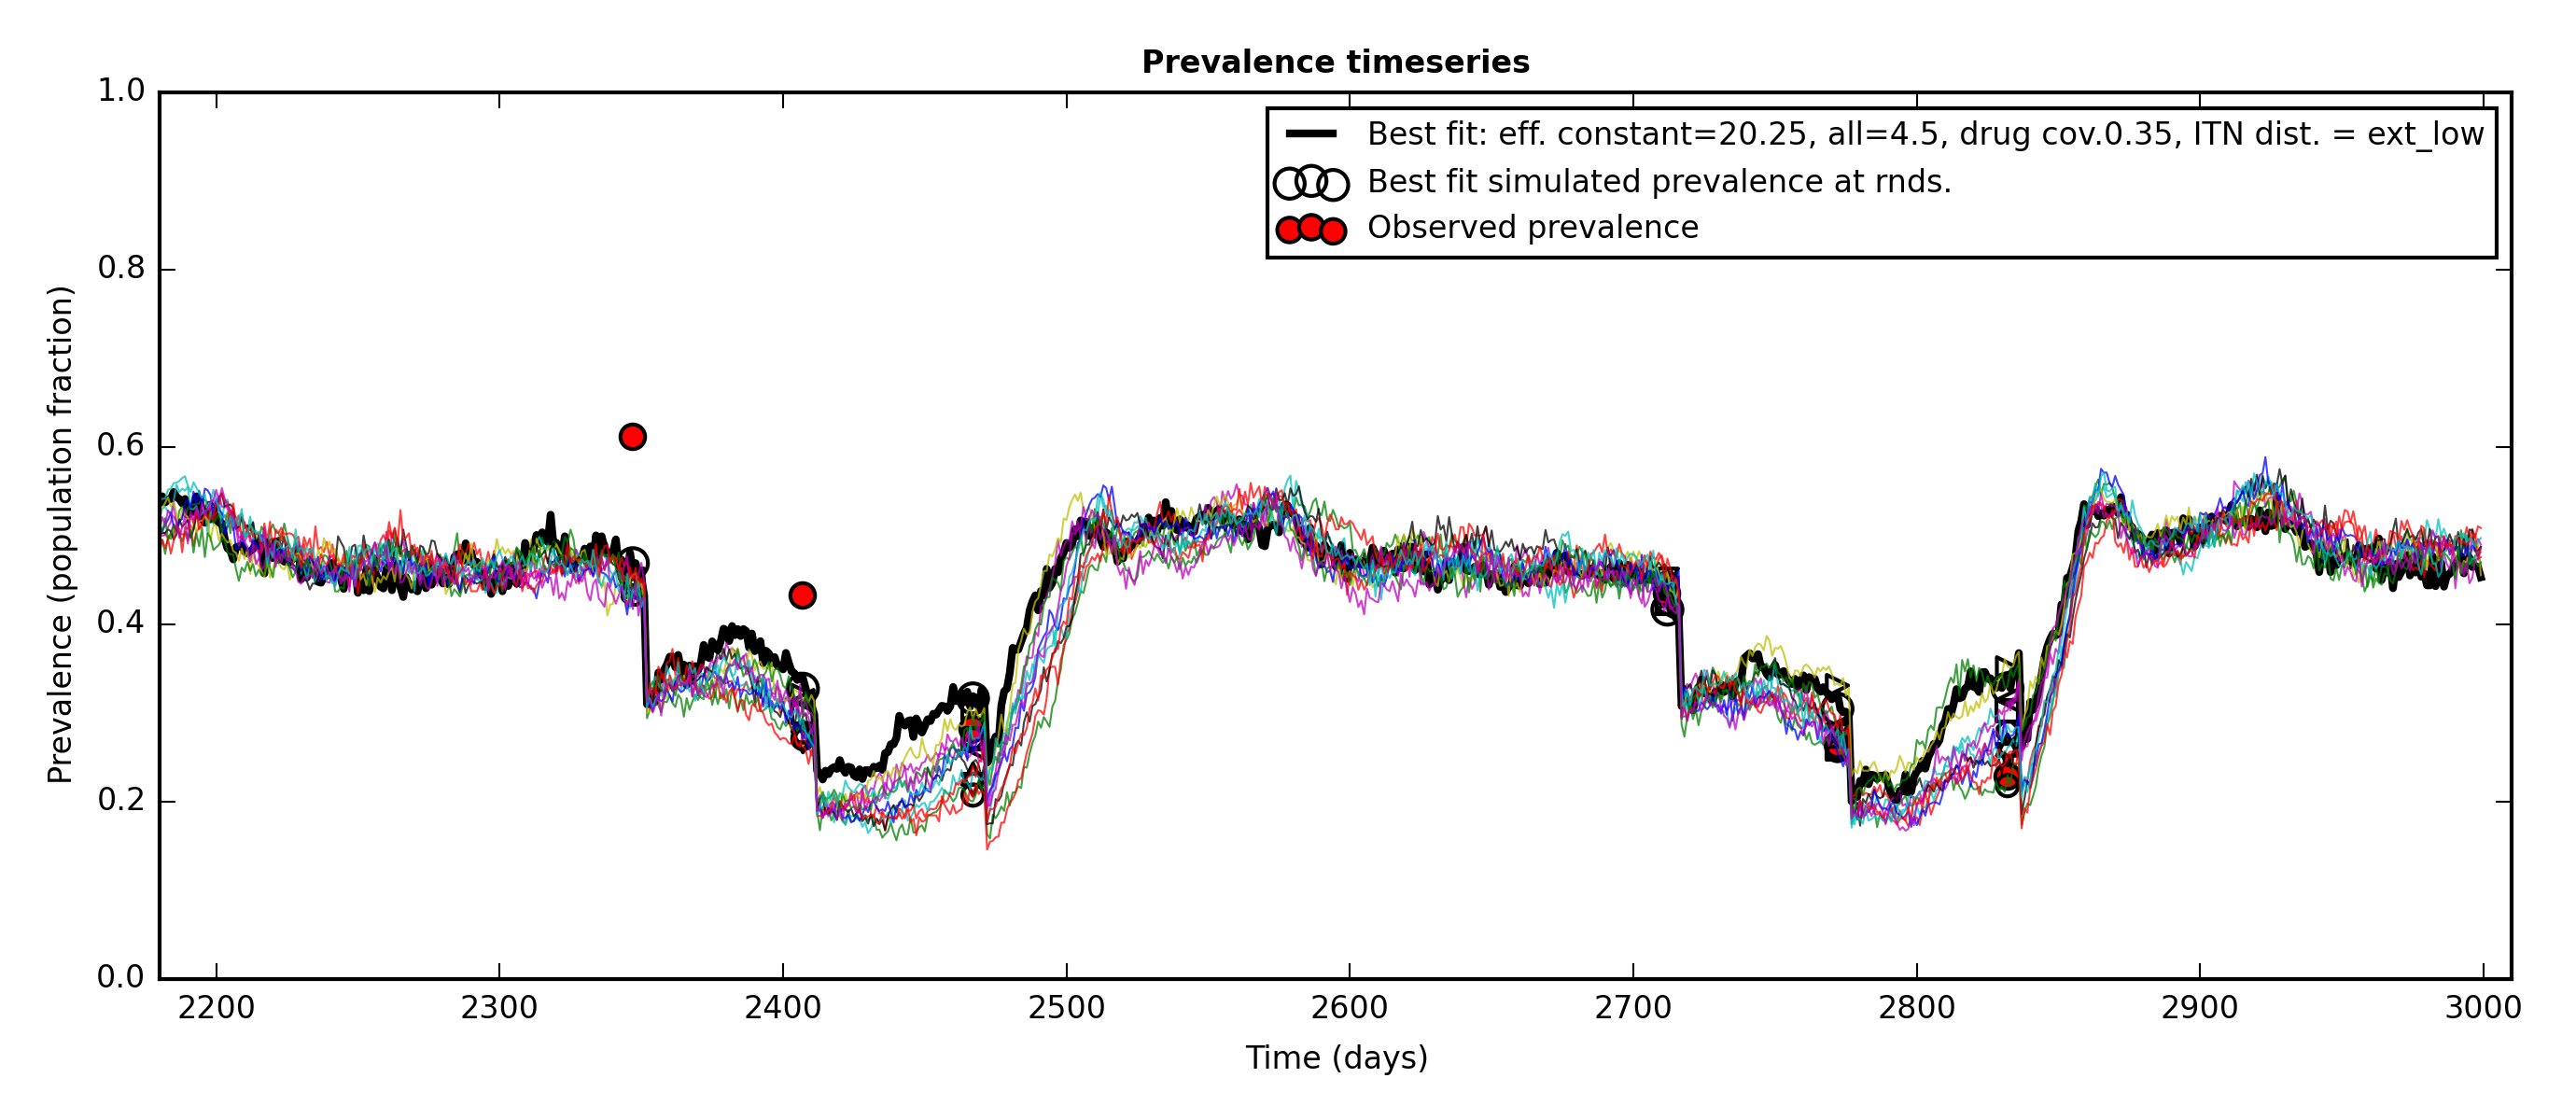 Prevalence timeseries
1.0
0.8
0.6
0.4
0.2
0.0
Prevalence (population fraction)
Best fit: eff. constant=20.25, all=4.5, drug cov.0.35, ITN dist. = ext_low
Best fit simulated prevalence at rnds.
Observed prevalence
2200 2300 2400 2500 2600 2700 2800 2900 3000
Time (days)